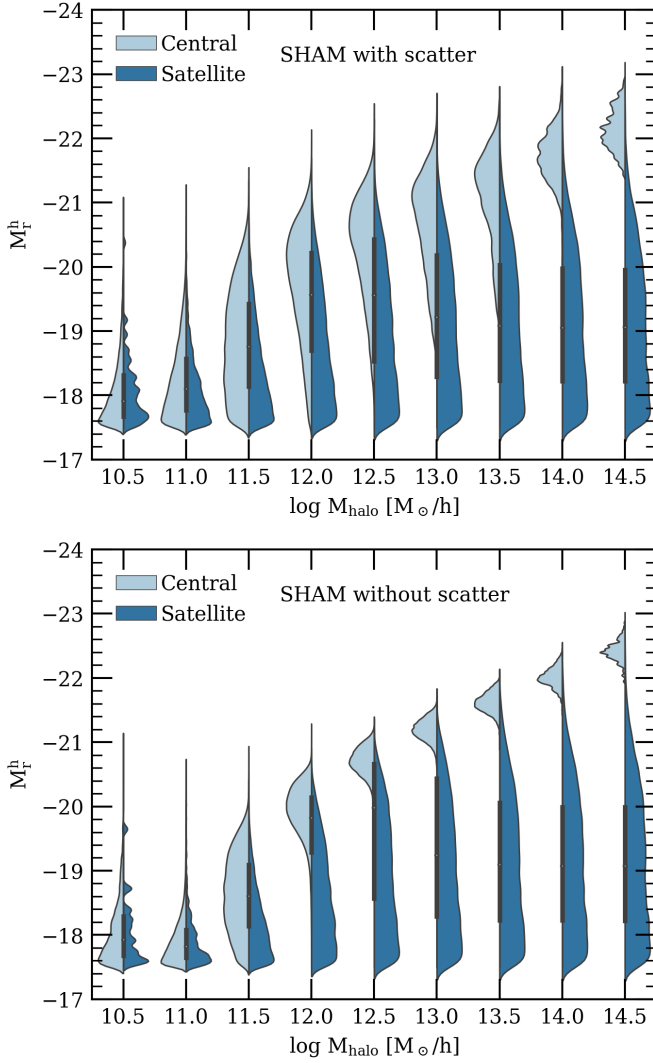 −24
−23
−22
−21
−20
−19
−18
−17
M_r^h
Central
Satellite
SHAM with scatter
10.5 11.0 11.5 12.0 12.5 13.0 13.5 14.0 14.5
log M_halo [M_⊙/h]
−24
−23
−22
−21
−20
−19
−18
−17
M_r^h
Central
Satellite
SHAM without scatter
10.5 11.0 11.5 12.0 12.5 13.0 13.5 14.0 14.5
log M_halo [M_⊙/h]